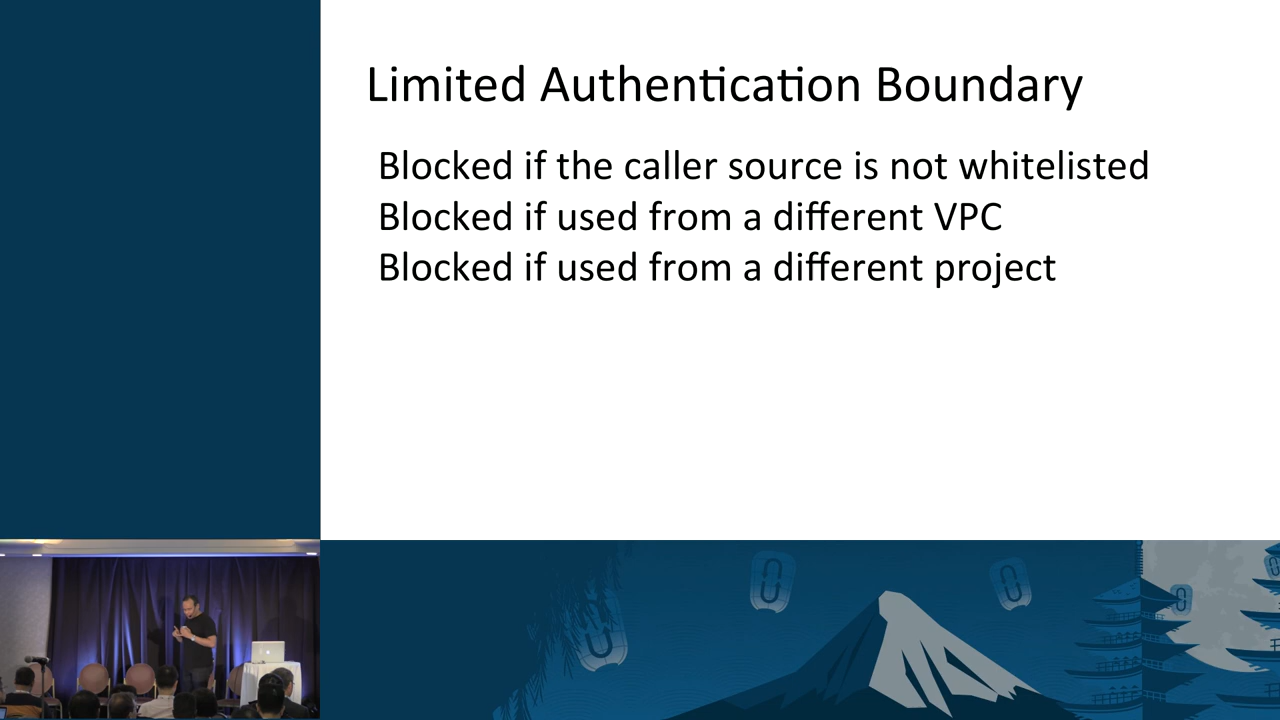 Limited Authentication Boundary
Blocked if the caller source is not whitelisted
Blocked if used from a different VPC
Blocked if used from a different project